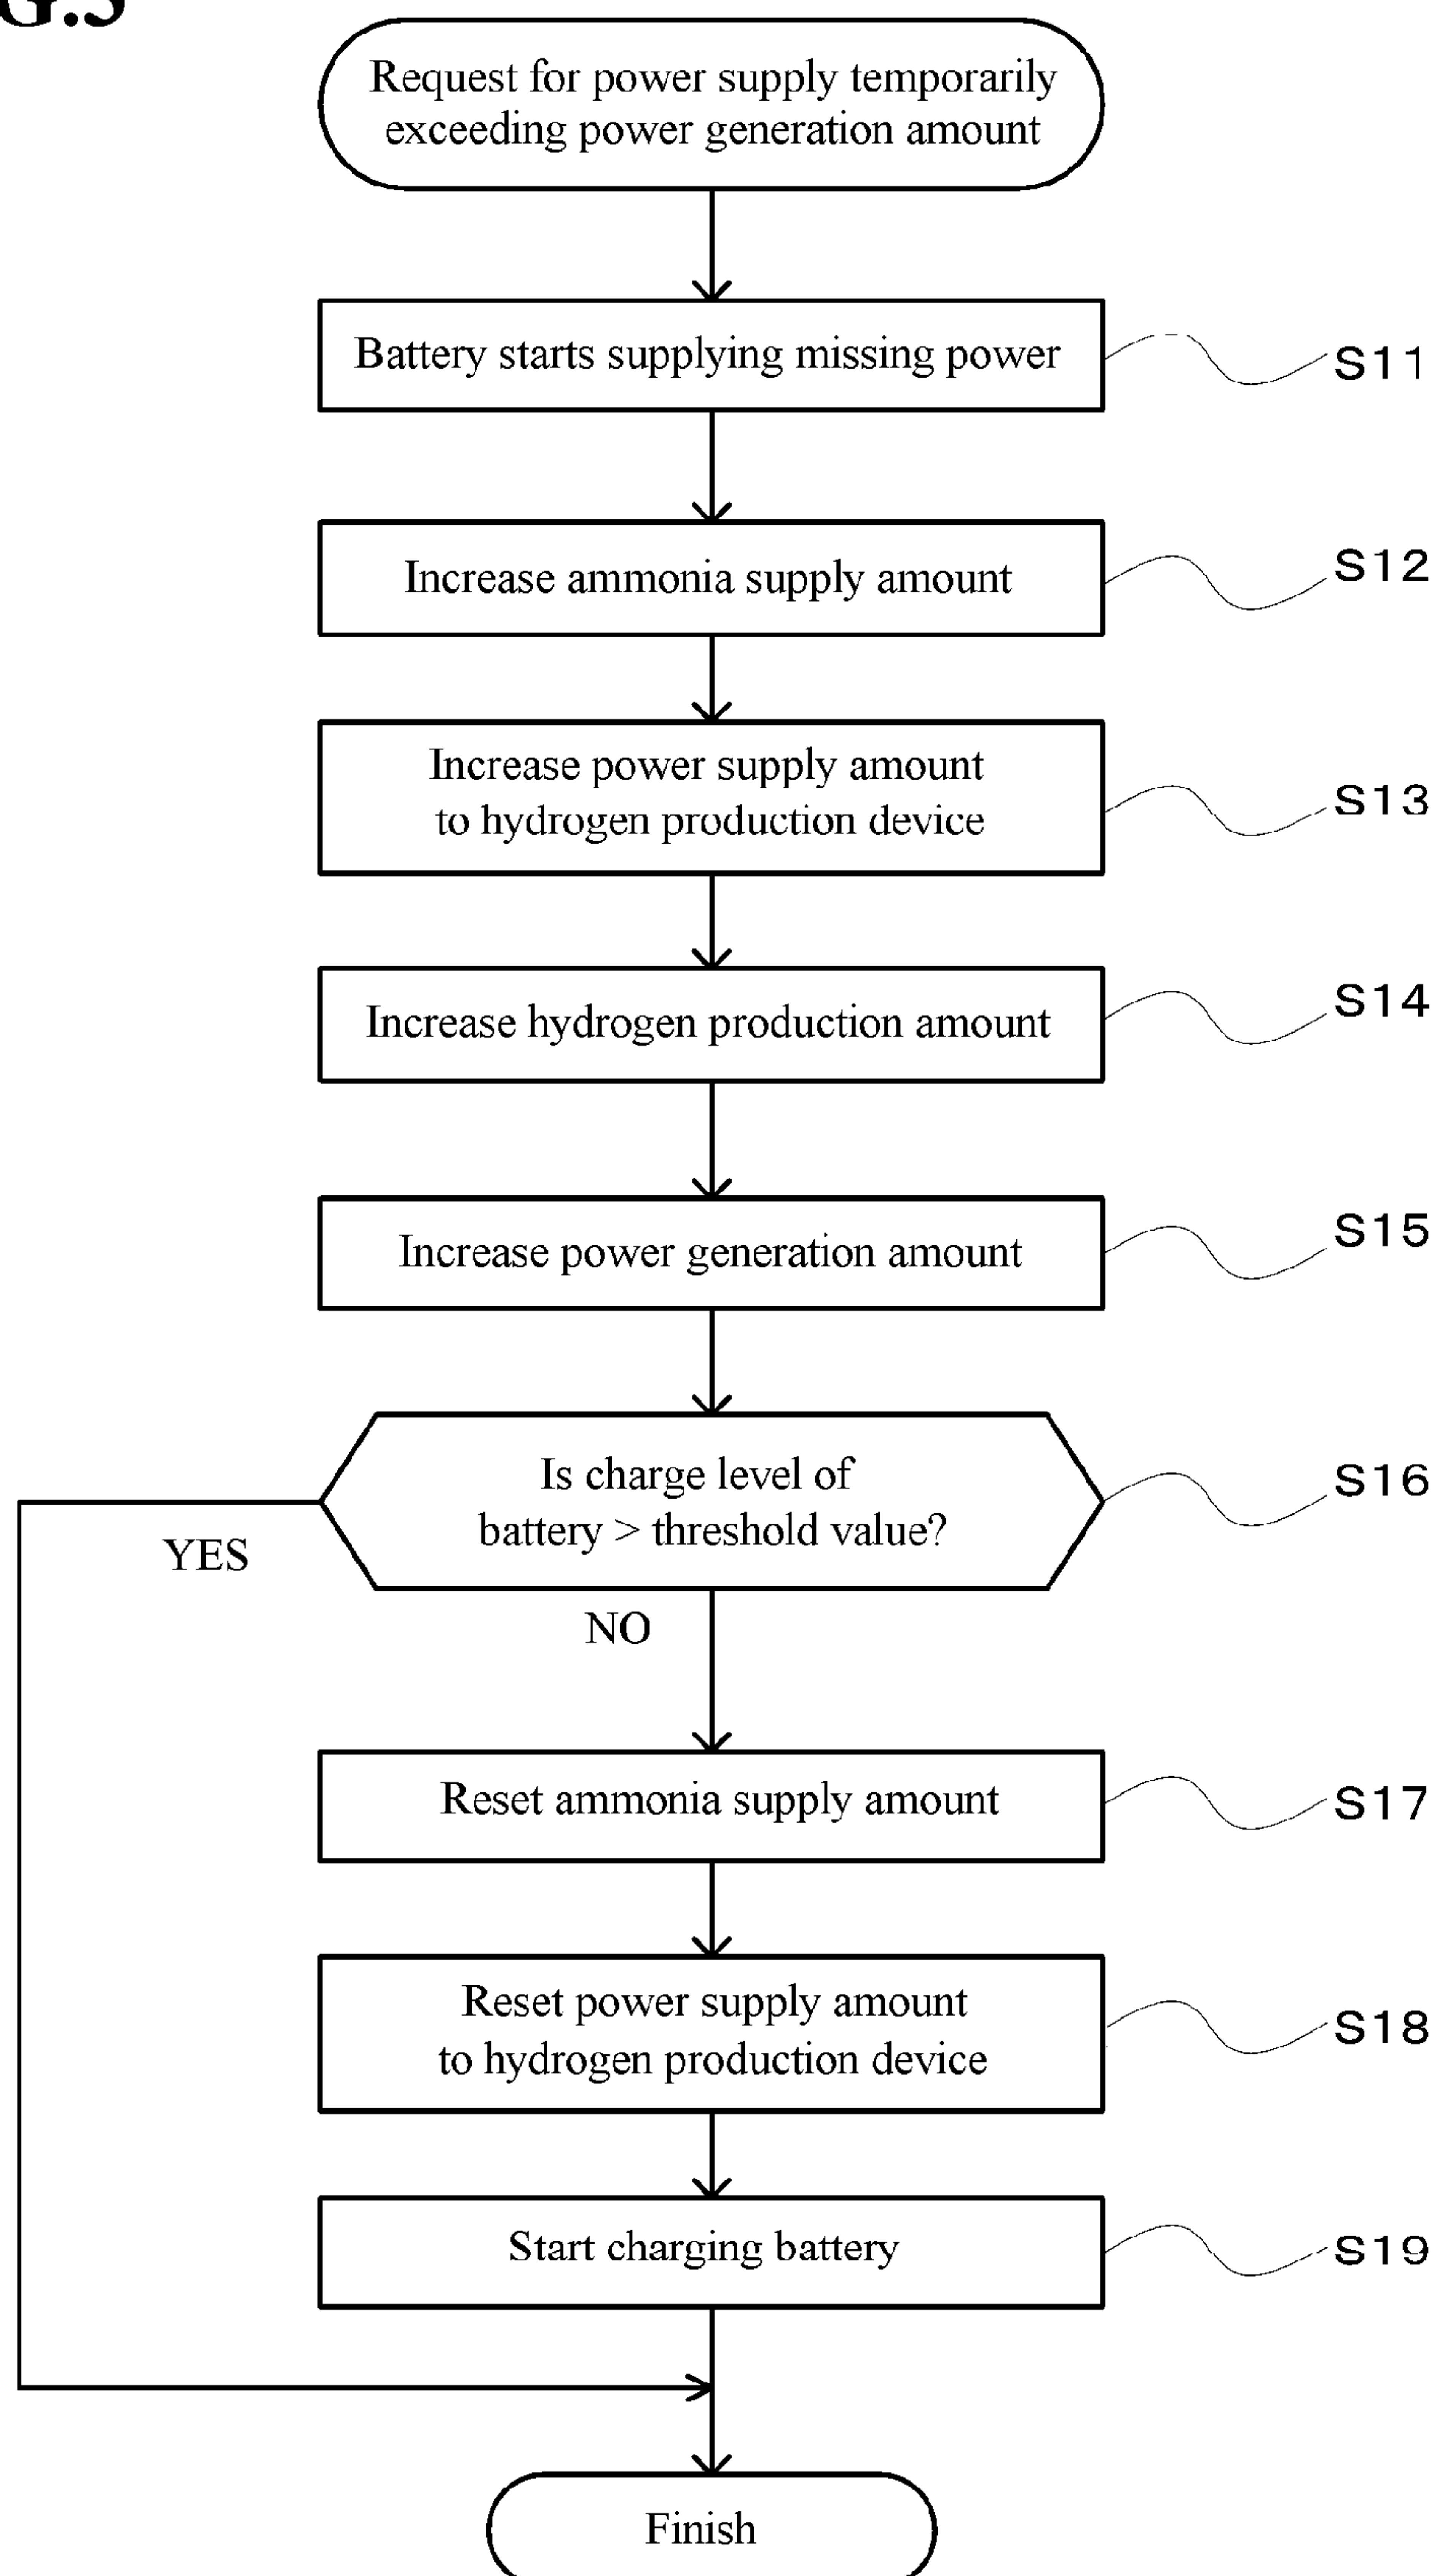 G.5
Request for power supply temporarily
exceeding power generation amount
Battery starts supplying missing power
S11
Increase ammonia supply amount
S12
Increase power supply amount
to hydrogen production device
S13
Increase hydrogen production amount
S14
Increase power generation amount
S15
Is charge level of
battery > threshold value?
S16
YES
NO
Reset ammonia supply amount
S17
Reset power supply amount
to hydrogen production device
S18
Start charging battery
S19
Finish